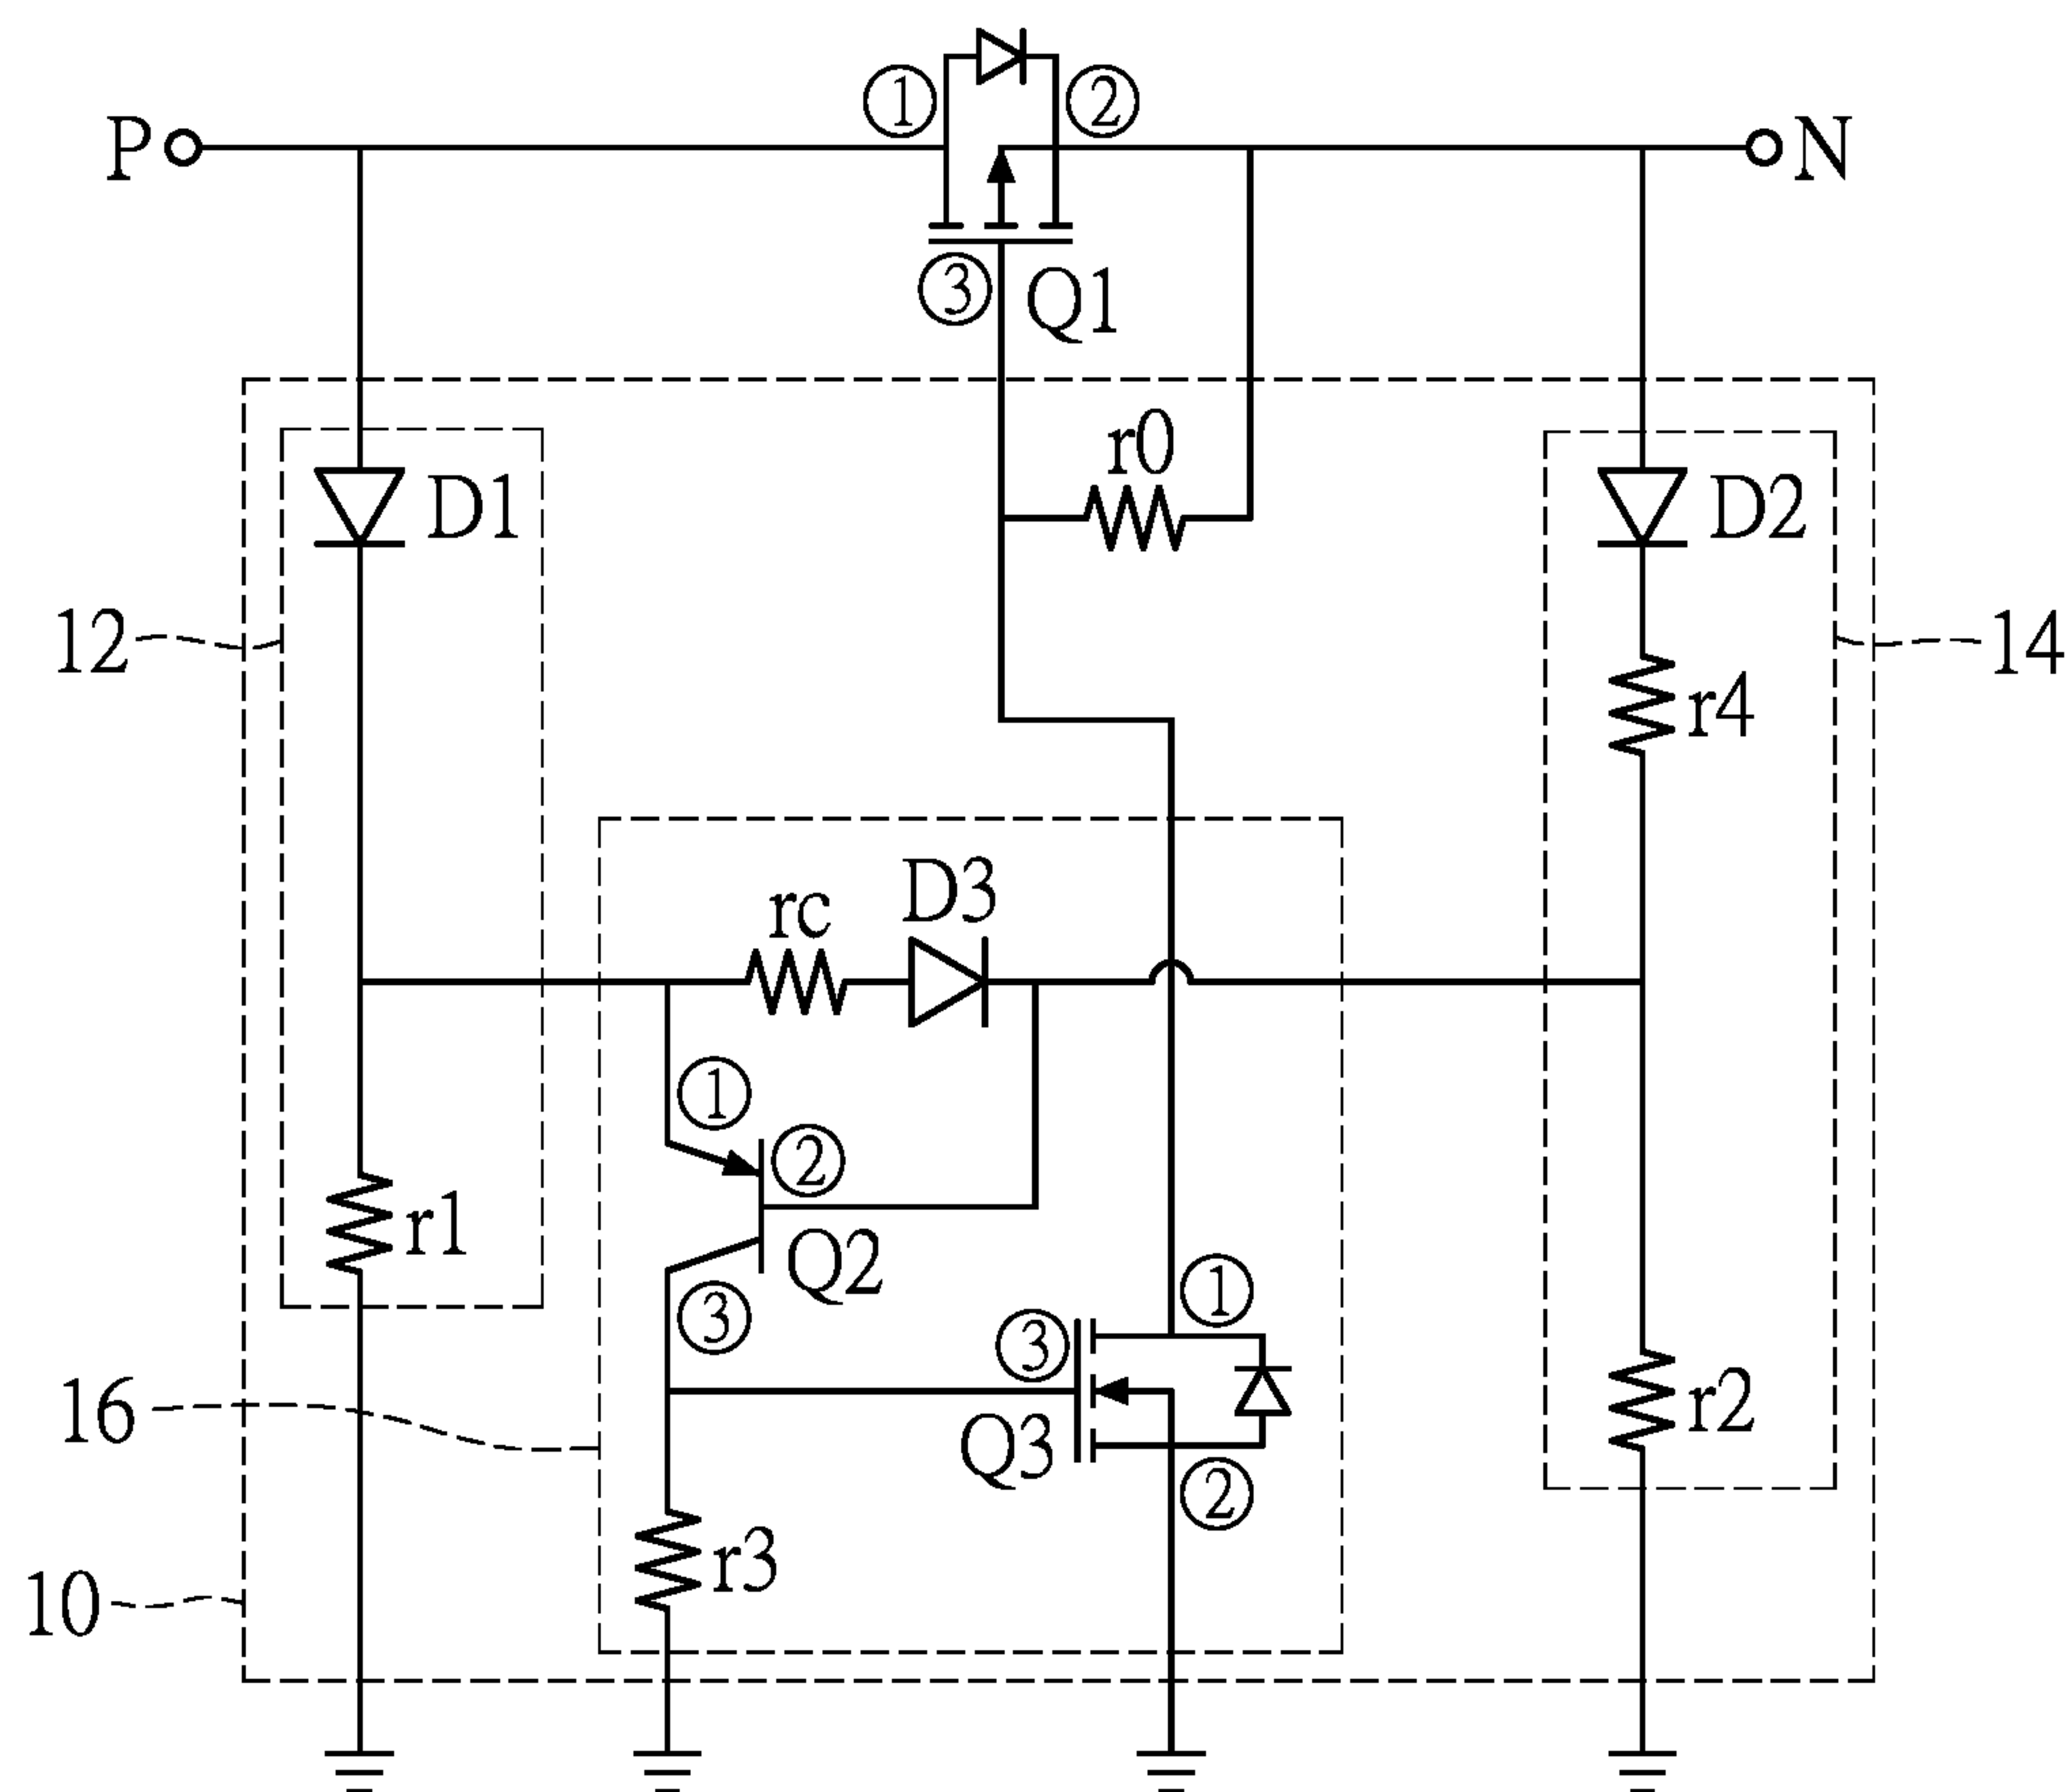 ① ②
P N
③ Q1
r0
D1 D2
12 14
r4
rc D3
①
②
r1 Q2
③ ①
③
16 Q3 r2
②
r3
10